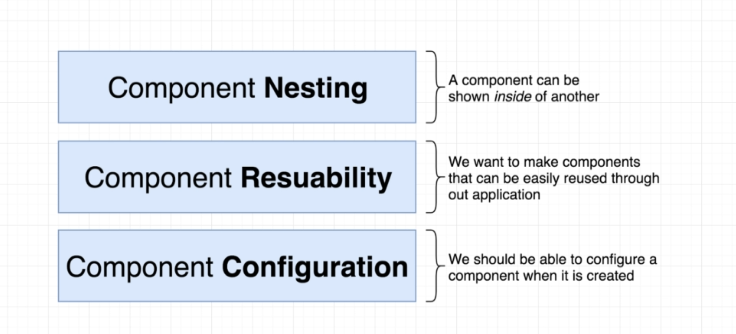 Component Nesting
A component can be
shown inside of another
Component Resuability
We want to make components
that can be easily reused through
out application
Component Configuration
We should be able to configure a
component when it is created